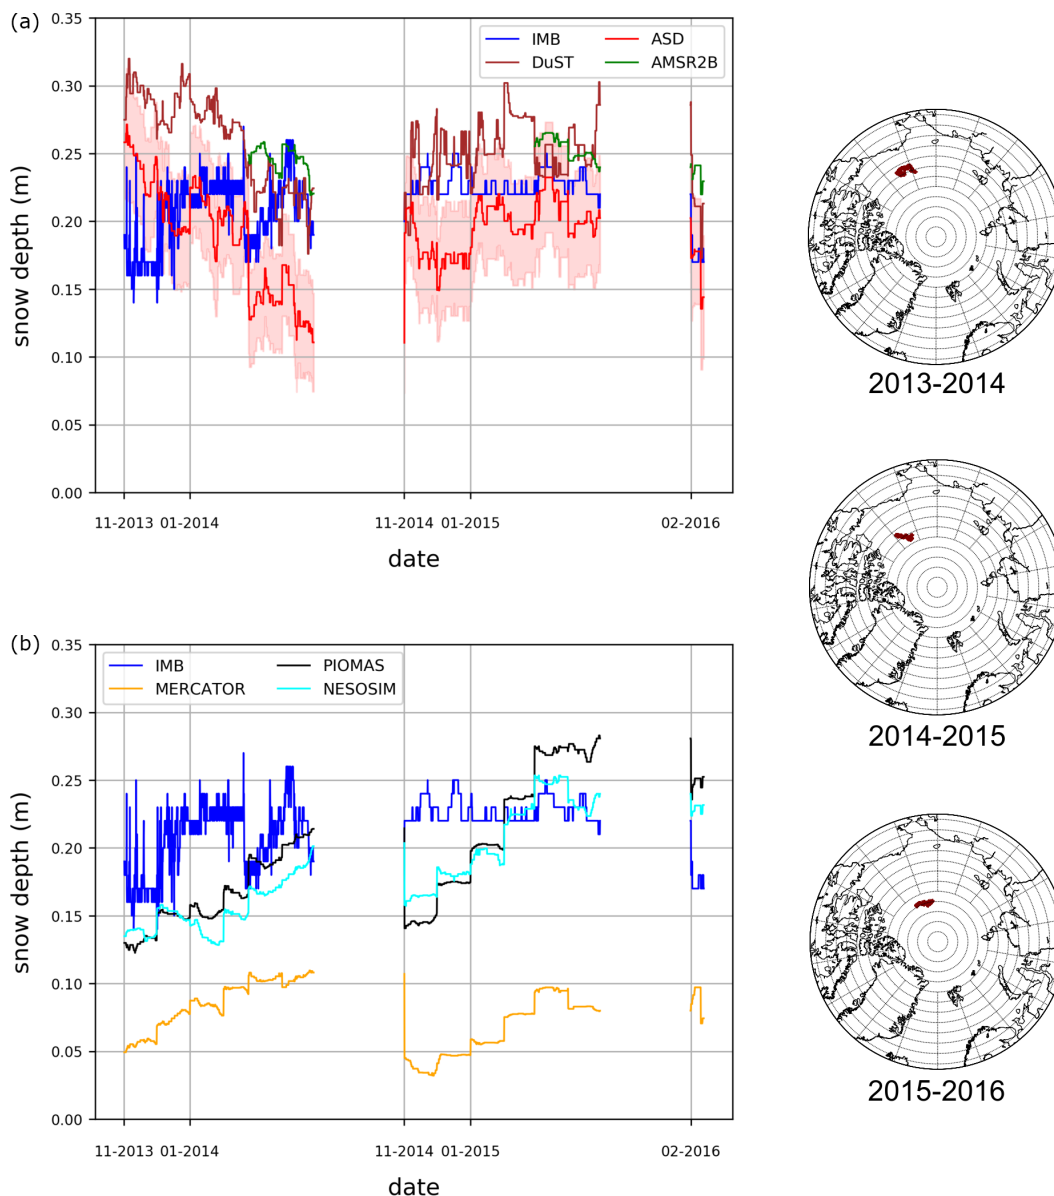 (a)
0.35
0.30
0.25
0.20
0.15
0.10
0.05
0.00
snow depth (m)
IMB
DuST
ASD
AMSR2B
11-2013 01-2014
11-2014 01-2015
02-2016
date
2013-2014
2014-2015
(b)
0.35
0.30
0.25
0.20
0.15
0.10
0.05
0.00
snow depth (m)
IMB
MERCATOR
PIOMAS
NESOSIM
11-2013 01-2014
11-2014 01-2015
02-2016
date
2015-2016